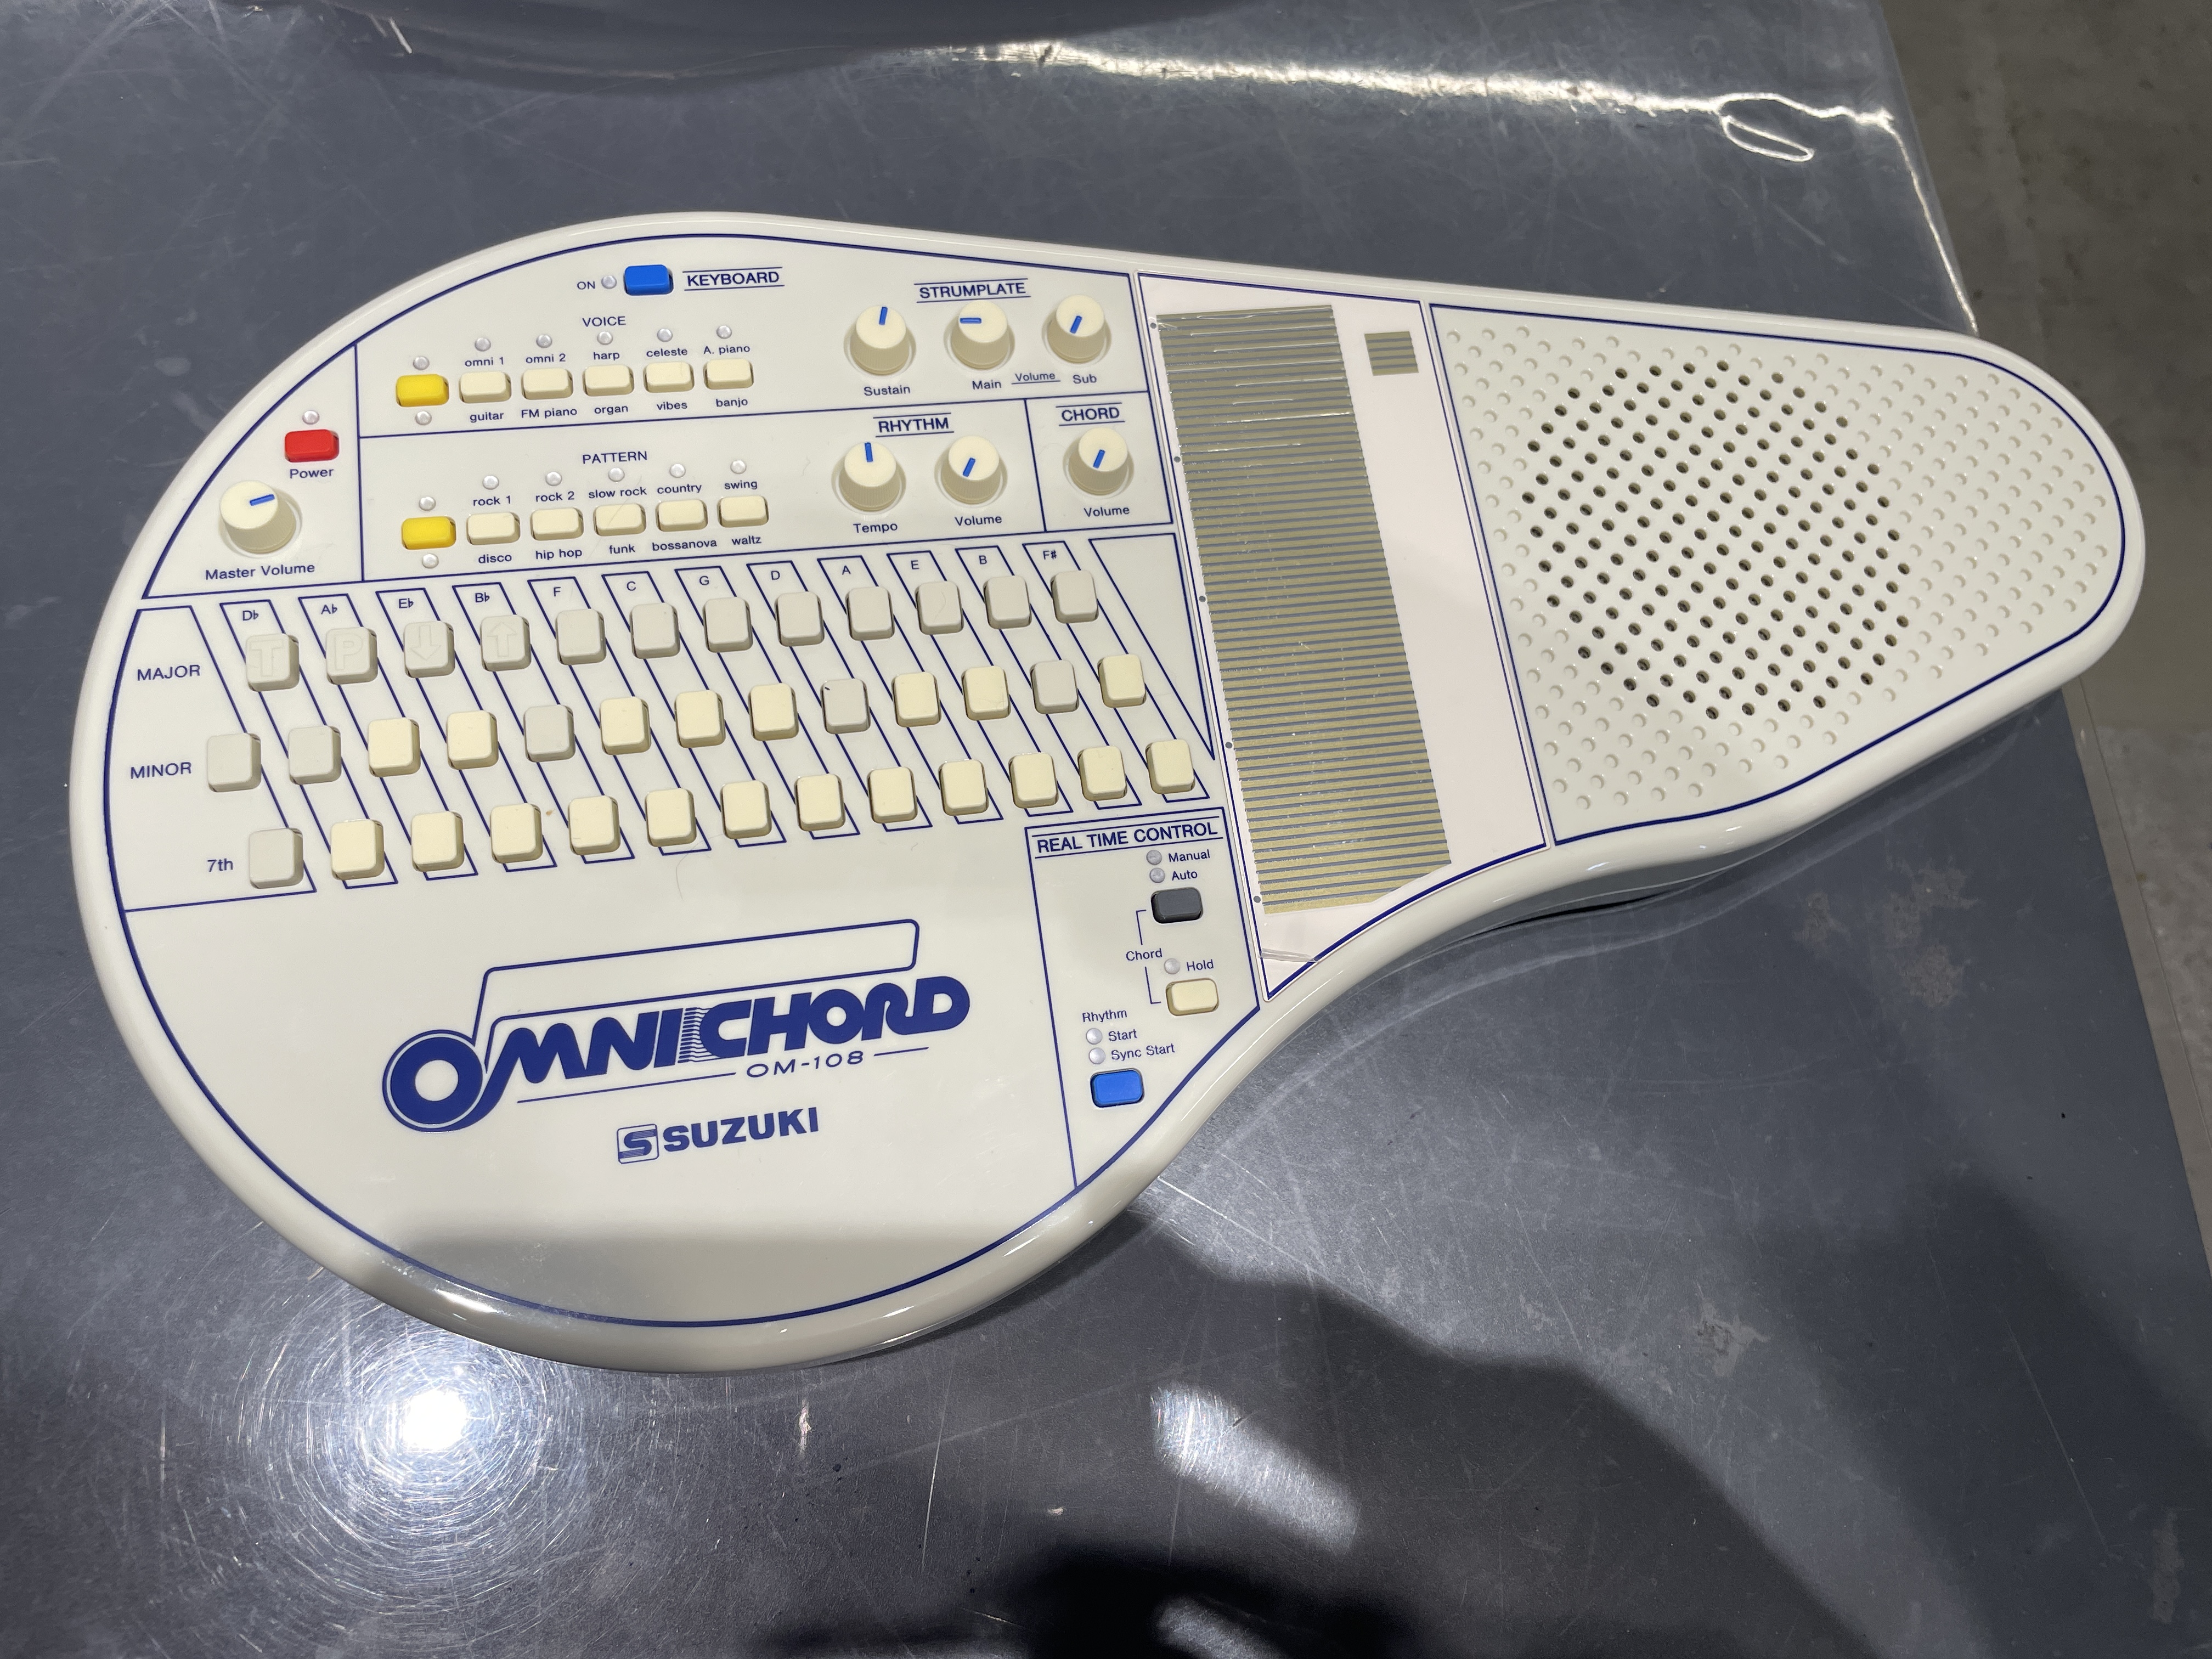 ON KEYBOARD
STRUMPLATE
VOICE
omni 1 omni 2 harp celeste A. piano
guitar FM piano organ vibes banjo
Sustain Main Volume Sub
Power
Master Volume
PATTERN
rock 1 rock 2 slow rock country swing
disco hip hop funk bossanova waltz
RHYTHM
Tempo Volume
CHORD
Volume
D♭ A♭ E♭ B♭ F C G D A E B F#
T P ↓ ↑
MAJOR
MINOR
7th
REAL TIME CONTROL
Manual
Auto
Chord
Hold
Rhythm
Start
Sync Start
OMNICHORD
OM-108
S SUZUKI